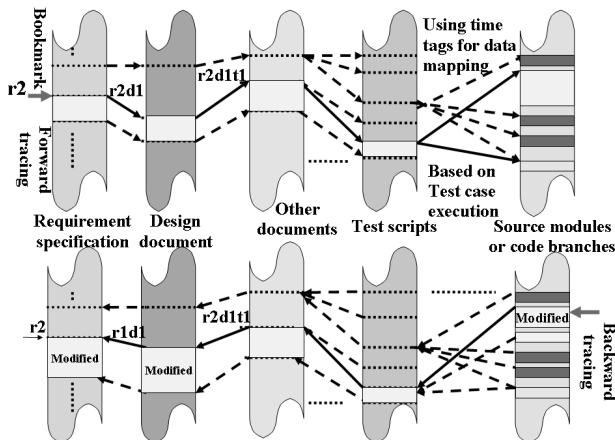 Bookmark
r2
Forward
tracing
r2d1
r2d1t1
Using time
tags for data
mapping
Based on
Test case
execution
Requirement
specification
Design
document
Other
documents
Test scripts
Source modules
or code branches
r2
r1d1
r2d1t1
Modified
Modified
Modified
Backward
tracing